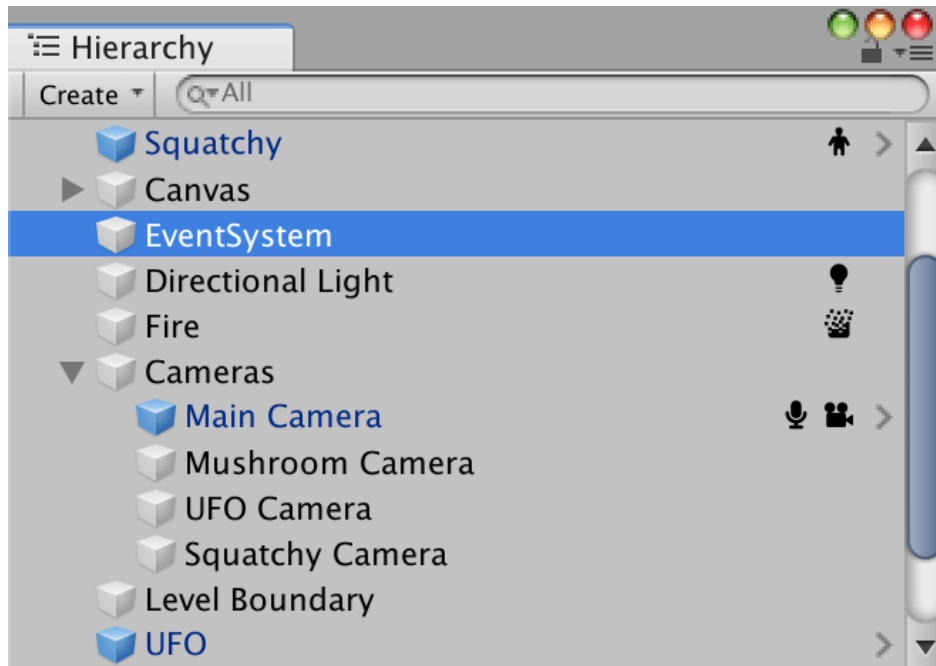 Hierarchy
Create All
Squatchy
Canvas
EventSystem
Directional Light
Fire
Cameras
Main Camera
Mushroom Camera
UFO Camera
Squatchy Camera
Level Boundary
UFO